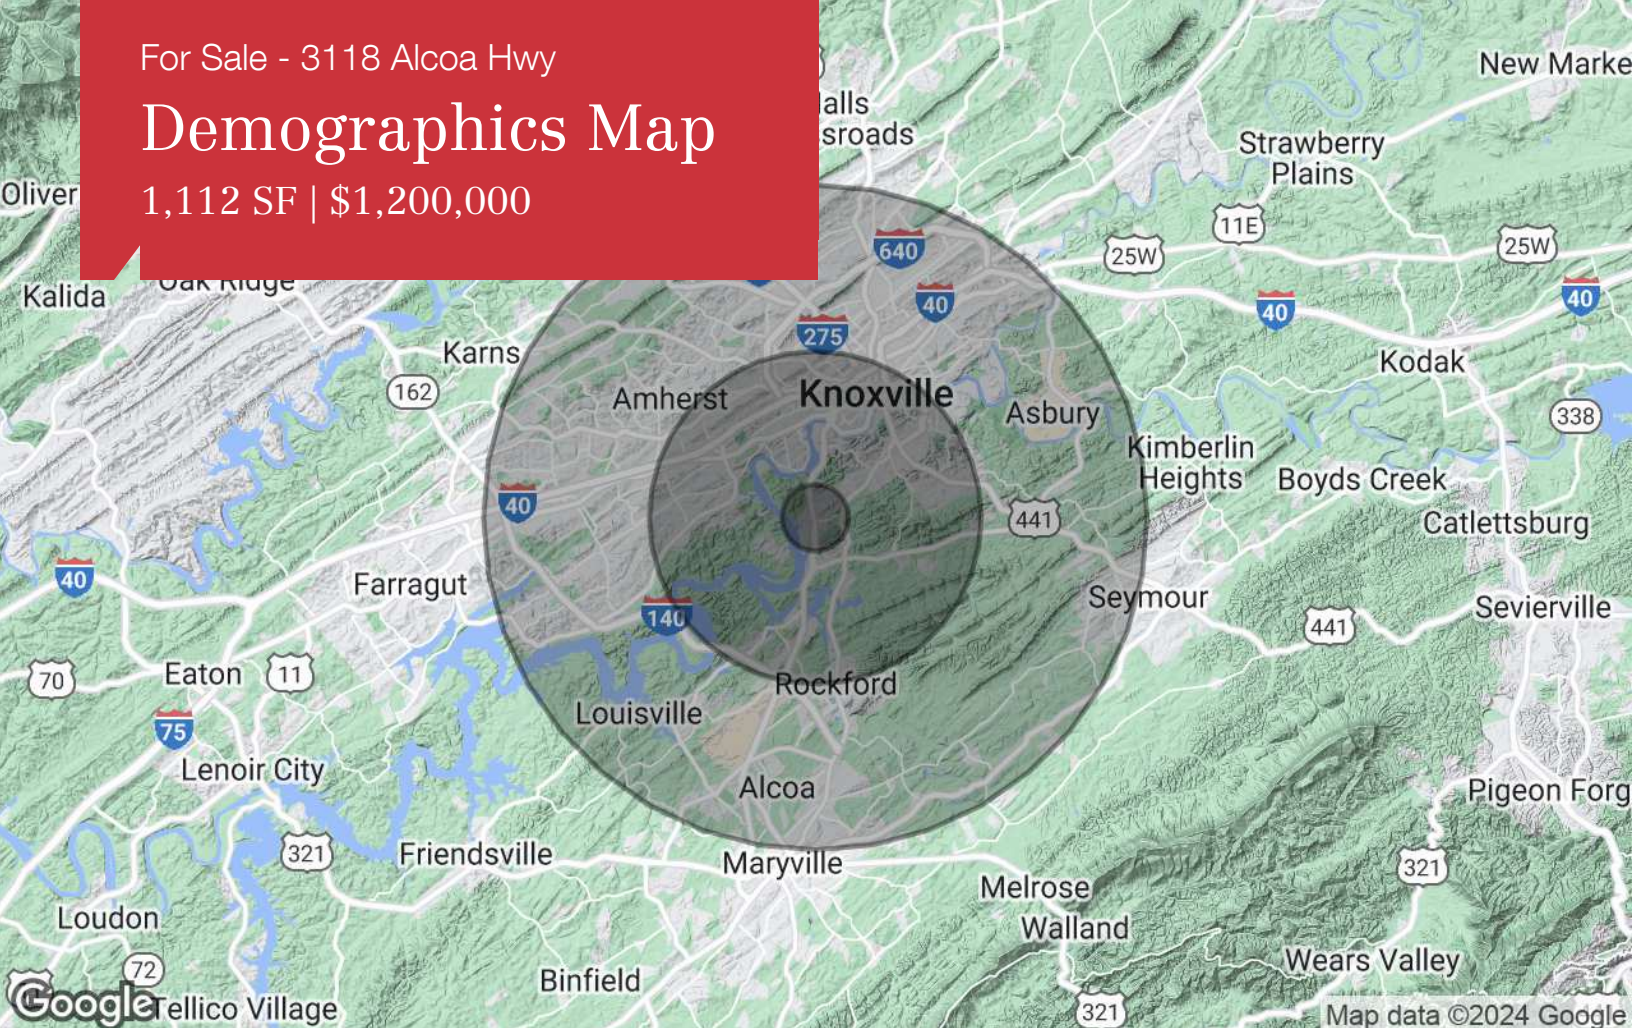 For Sale - 3118 Alcoa Hwy
Demographics Map
1,112 SF | $1,200,000
New Marke
alls
sroads
Strawberry
Plains
Oliver
11E
640
25W
25W
Oak Ridge
Kalida
40
40
40
275
Karns
Kodak
162
Amherst
Knoxville
Asbury
338
Kimberlin
Heights
Boyds Creek
40
441
Catlettsburg
40
Farragut
Seymour
Sevierville
140
441
Eaton
11
70
Rockford
Louisville
75
Lenoir City
Alcoa
Pigeon Forg
321
Friendsville
Maryville
321
Melrose
Loudon
Walland
Wears Valley
72
Binfield
Google
Tellico Village
321
Map data ©2024 Google